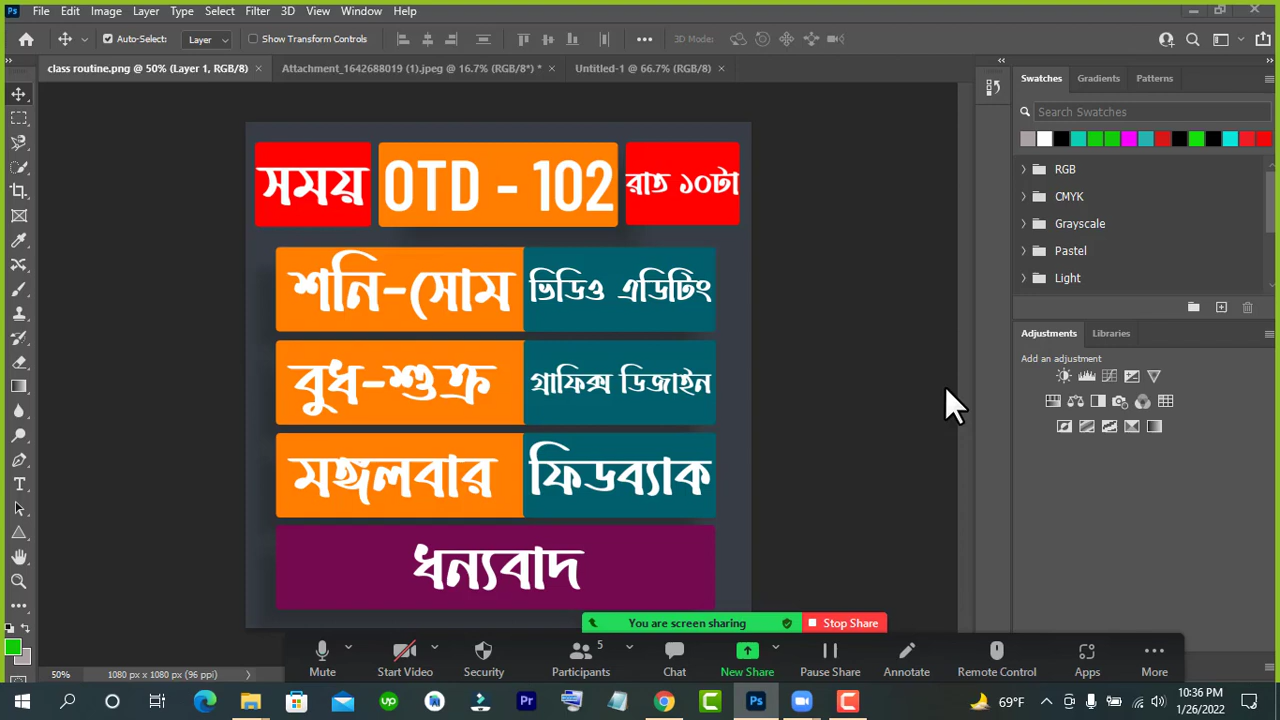 Ps File Edit Image Layer Type Select Filter 3D View Window Help
Auto-Select: Layer Show Transform Controls 3D Mode:
class routine.png @ 50% (Layer 1, RGB/8) × Attachment_1642688019 (1).jpeg @ 16.7% (RGB/8*) * × Untitled-1 @ 66.7% (RGB/8) ×
Swatches Gradients Patterns
Search Swatches
RGB
CMYK
Grayscale
Pastel
Light
Adjustments Libraries
Add an adjustment
সময় OTD - 102 রাত ১০টা
শনি-সোম ভিডিও এডিটিং
বুধ-শুক্র গ্রাফিক্স ডিজাইন
মঙ্গলবার ফিডব্যাক
ধন্যবাদ
You are screen sharing Stop Share
5
Mute Start Video Security Participants Chat New Share Pause Share Annotate Remote Control Apps More
50% 1080 px x 1080 px (96 ppi)
up Pr Ps 69°F
10:36 PM
1/26/2022